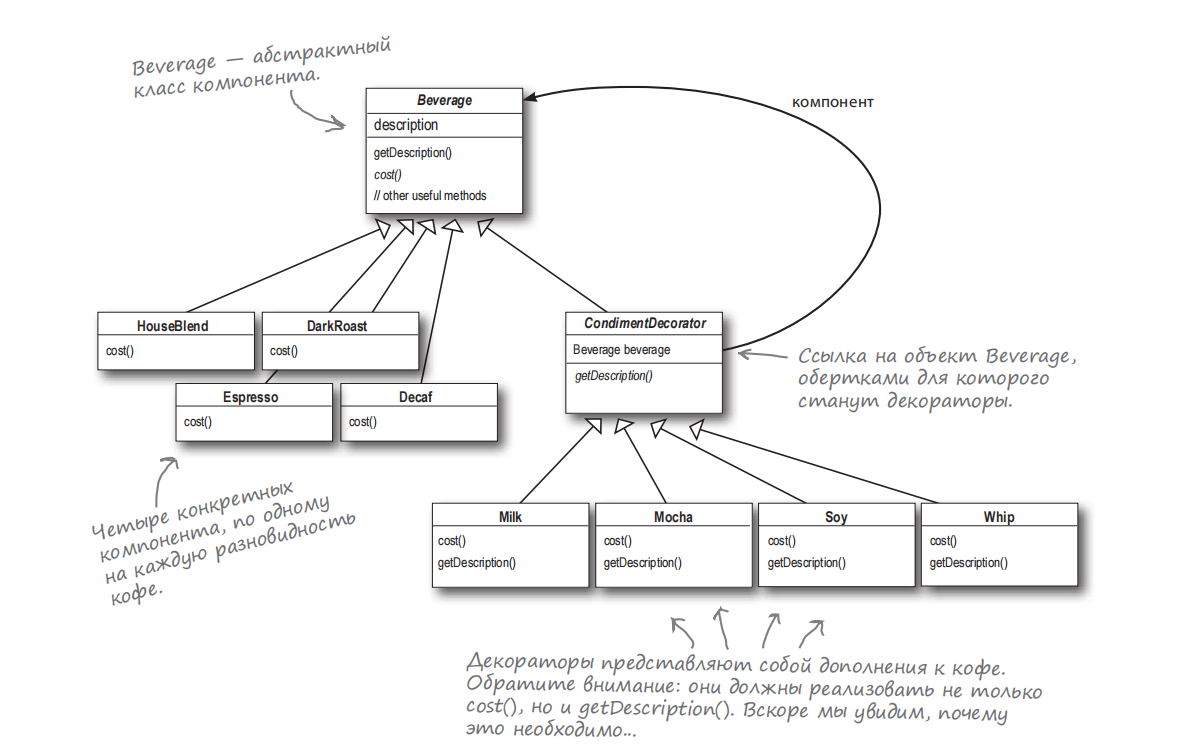 Beverage — абстрактный
класс компонента.
Beverage
description
getDescription()
cost()
// other useful methods
компонент
HouseBlend
cost()
DarkRoast
cost()
Espresso
cost()
Decaf
cost()
CondimentDecorator
Beverage beverage
getDescription()
Ссылка на объект Beverage,
обертками для которого
станут декораторы.
Четыре конкретных
компонента, по одному
на каждую разновидность
кофе.
Milk
cost()
getDescription()
Mocha
cost()
getDescription()
Soy
cost()
getDescription()
Whip
cost()
getDescription()
Декораторы представляют собой дополнения к кофе.
Обратите внимание: они должны реализовать не только
cost(), но и getDescription(). Вскоре мы увидим, почему
это необходимо...